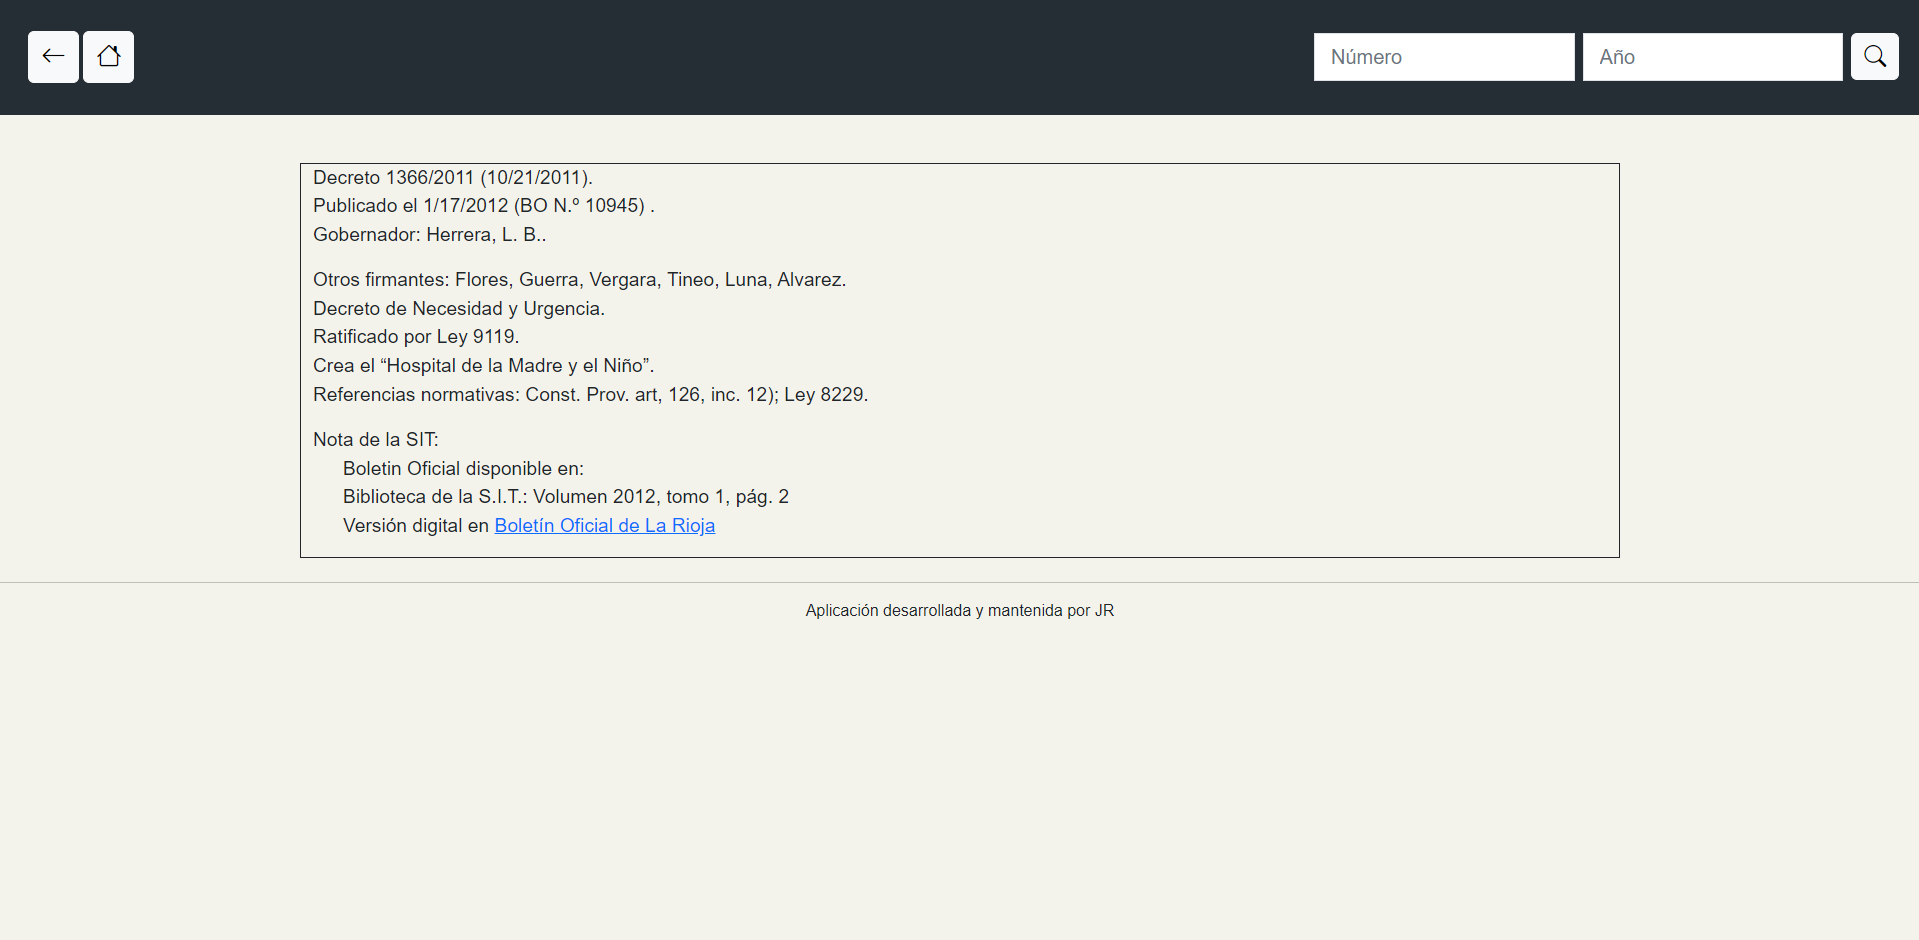 Número Año
Decreto 1366/2011 (10/21/2011).
Publicado el 1/17/2012 (BO N.º 10945) .
Gobernador: Herrera, L. B..
Otros firmantes: Flores, Guerra, Vergara, Tineo, Luna, Alvarez.
Decreto de Necesidad y Urgencia.
Ratificado por Ley 9119.
Crea el “Hospital de la Madre y el Niño”.
Referencias normativas: Const. Prov. art, 126, inc. 12); Ley 8229.
Nota de la SIT:
Boletin Oficial disponible en:
Biblioteca de la S.I.T.: Volumen 2012, tomo 1, pág. 2
Versión digital en Boletín Oficial de La Rioja
Aplicación desarrollada y mantenida por JR